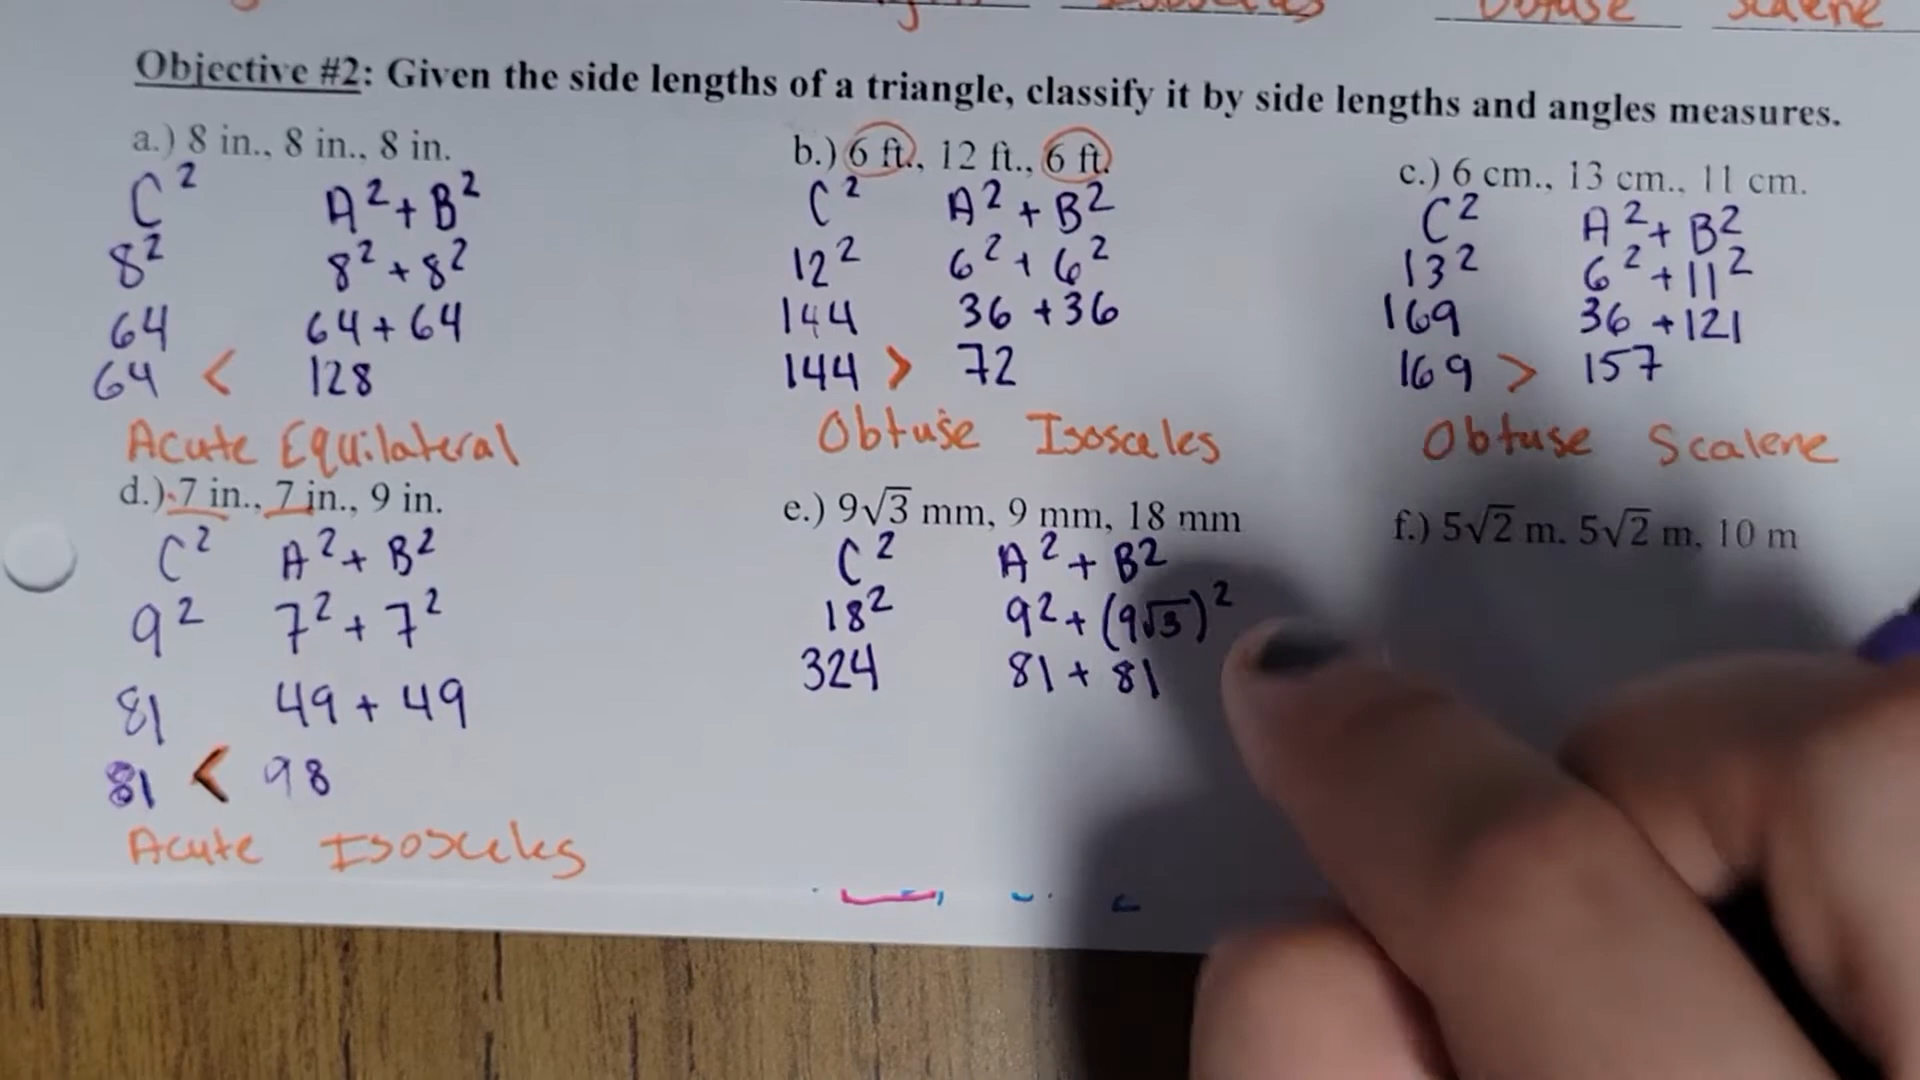 Isosceles Obtuse Scalene
Objective #2: Given the side lengths of a triangle, classify it by side lengths and angles measures.
a.) 8 in., 8 in., 8 in.
C² A² + B²
8² 8² + 8²
64 64 + 64
64 < 128
Acute Equilateral
b.) 6 ft., 12 ft., 6 ft.
C² A² + B²
12² 6² + 6²
144 36 + 36
144 > 72
Obtuse Isosceles
c.) 6 cm., 13 cm., 11 cm.
C² A² + B²
13² 6² + 11²
169 36 + 121
169 > 157
Obtuse Scalene
d.) 7 in., 7 in., 9 in.
C² A² + B²
9² 7² + 7²
81 49 + 49
81 < 98
Acute Isosceles
e.) 9√3 mm, 9 mm, 18 mm
C² A² + B²
18² 9² + (9√3)²
324 81 + 81
f.) 5√2 m, 5√2 m, 10 m